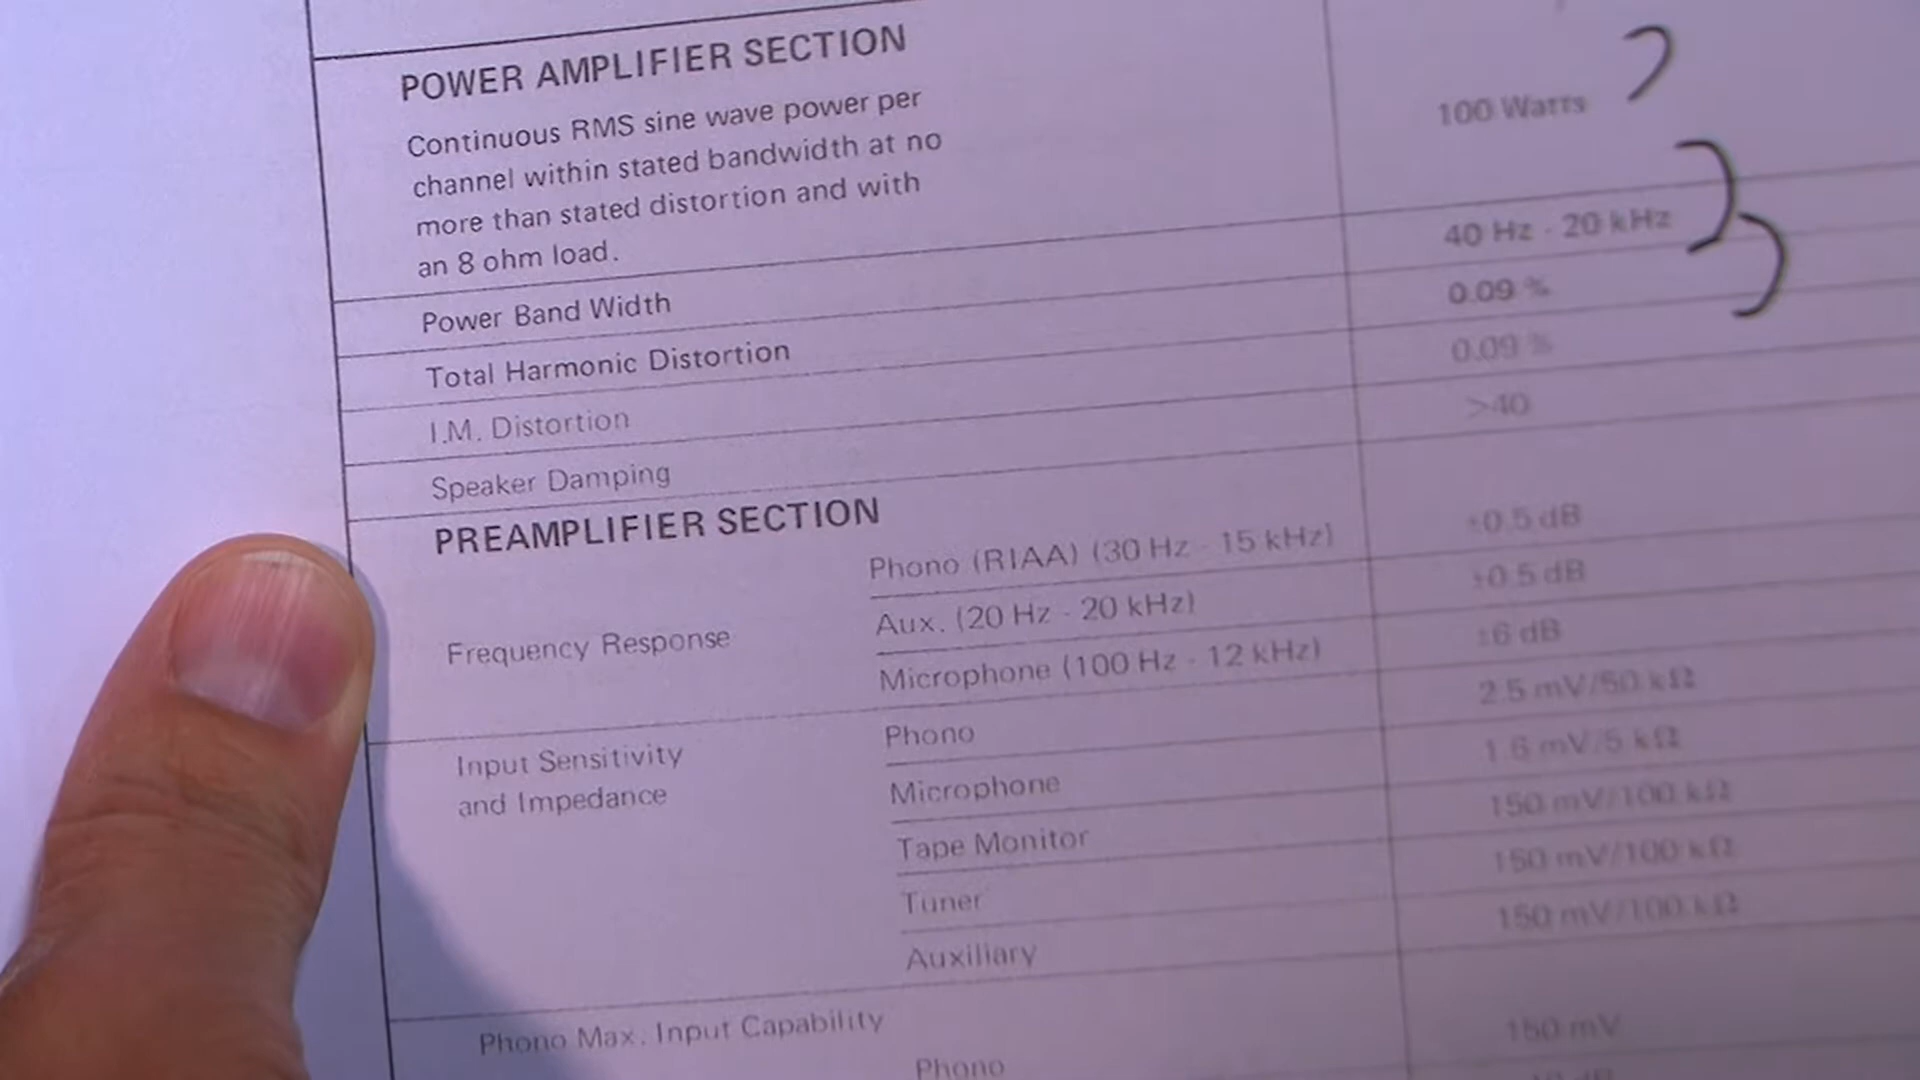 POWER AMPLIFIER SECTION
Continuous RMS sine wave power per
channel within stated bandwidth at no
more than stated distortion and with
an 8 ohm load.
100 Watts
Power Band Width 40 Hz - 20 kHz
Total Harmonic Distortion 0.09 %
I.M. Distortion 0.09 %
Speaker Damping >40
PREAMPLIFIER SECTION
Frequency Response
Phono (RIAA) (30 Hz - 15 kHz) ±0.5 dB
Aux. (20 Hz - 20 kHz) ±0.5 dB
Microphone (100 Hz - 12 kHz) ±6 dB
Input Sensitivity
and Impedance
Phono 2.5 mV/50 kΩ
Microphone 1.6 mV/5 kΩ
Tape Monitor 150 mV/100 kΩ
Tuner 150 mV/100 kΩ
Auxiliary 150 mV/100 kΩ
Phono Max. Input Capability 150 mV
Phono